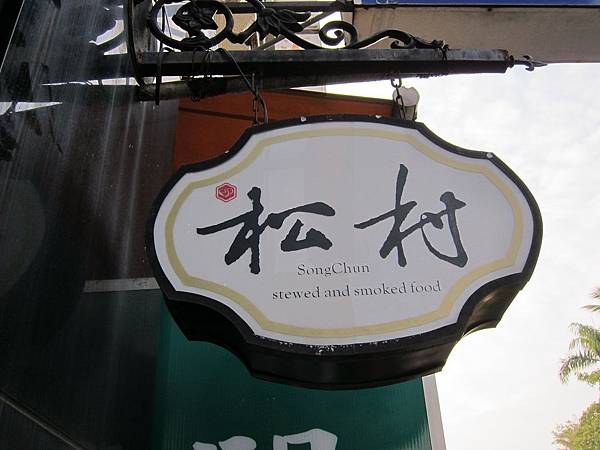 松村
SongChun
stewed and smoked food